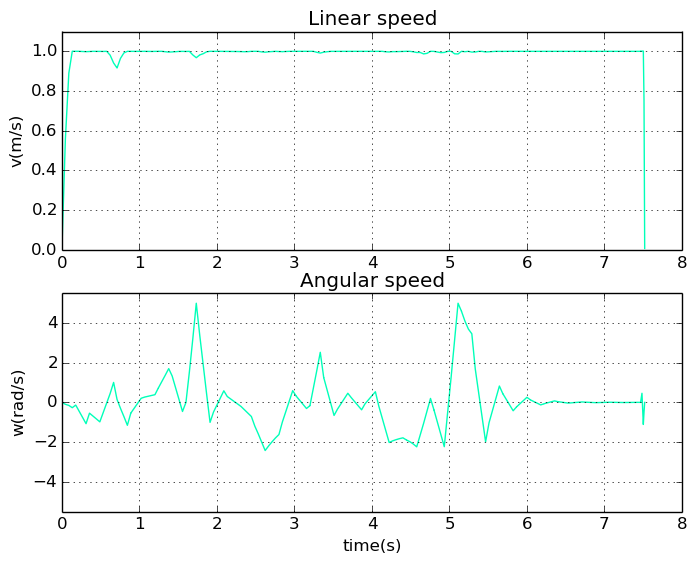 Linear speed
1.0
0.8
0.6
0.4
0.2
0.0
v(m/s)
0 1 2 3 4 5 6 7 8
Angular speed
4
2
0
−2
−4
w(rad/s)
0 1 2 3 4 5 6 7 8
time(s)